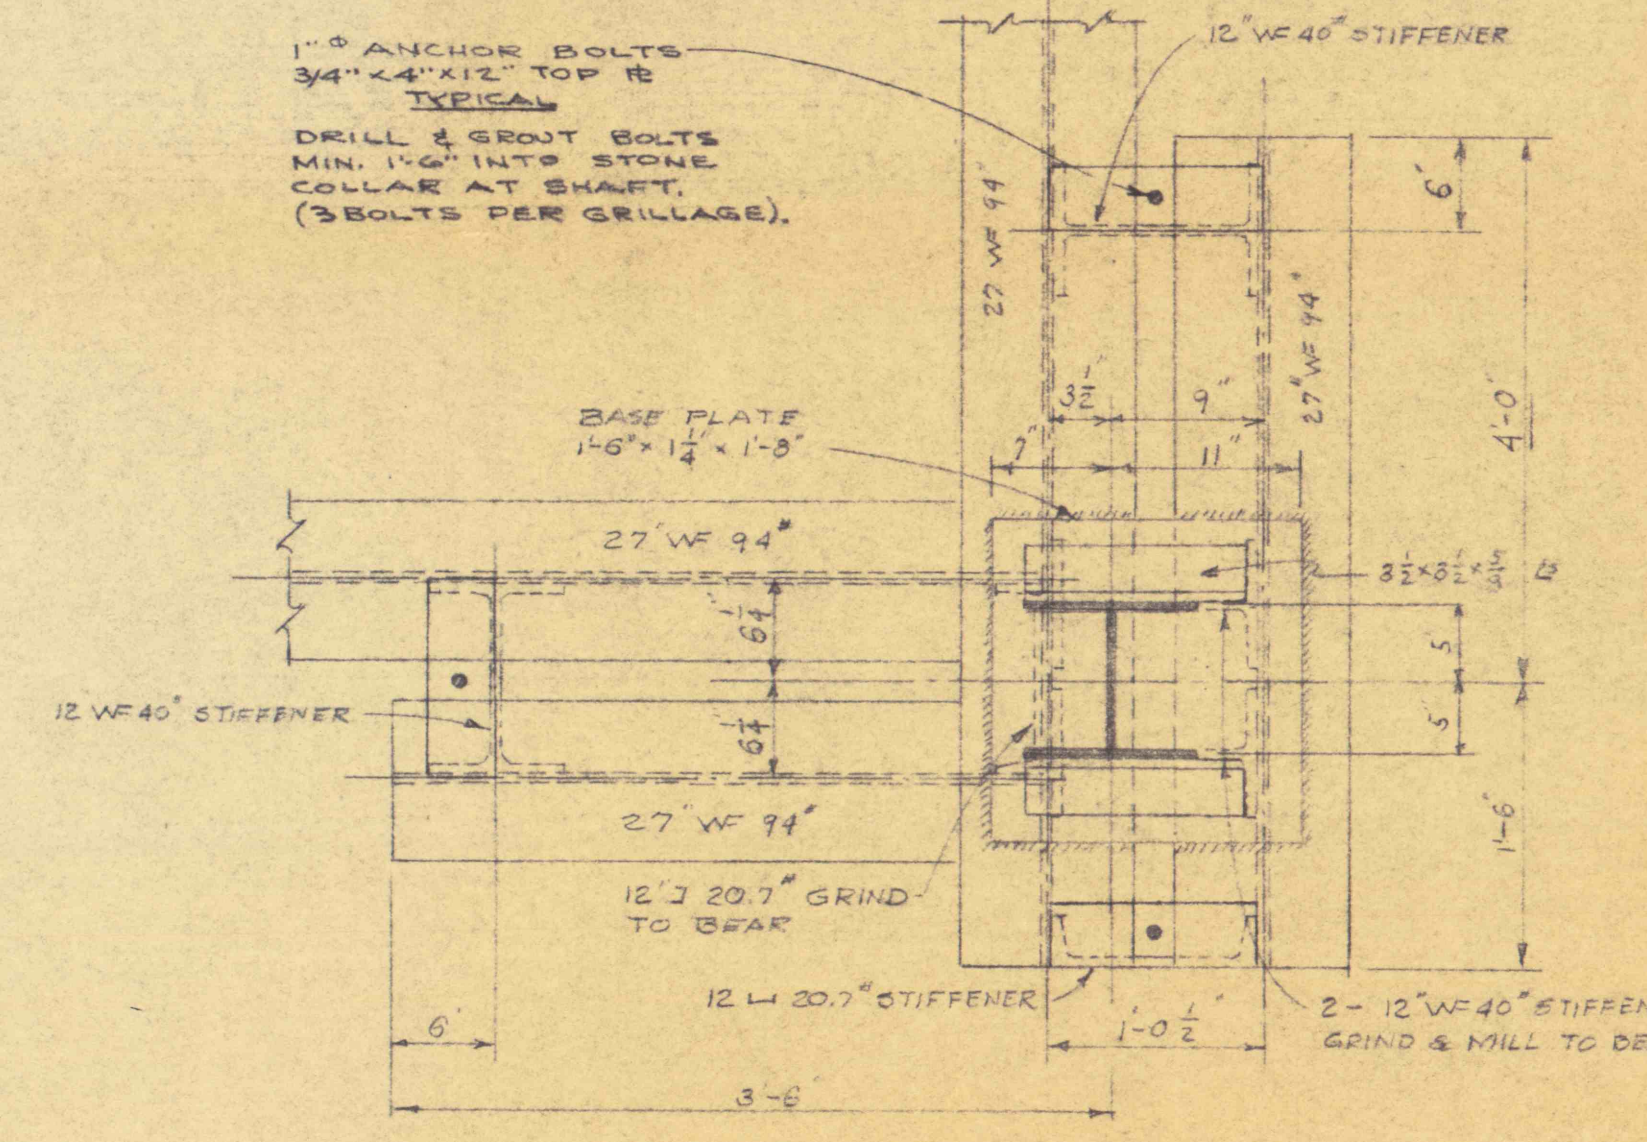 1"ᶲ ANCHOR BOLTS
3/4" x 4" x 12" TOP PL
TYPICAL
DRILL & GROUT BOLTS
MIN. 1'-6" INTO STONE
COLLAR AT SHAFT.
(3 BOLTS PER GRILLAGE).
12" WF 40# STIFFENER
27" WF 94#
27" WF 94#
6"
4'-0"
3 1/2"
9"
7"
11"
BASE PLATE
1'-6" x 1 1/4" x 1'-8"
27" WF 94#
3 1/2 x 3 1/2 x
6 1/4
5
12 WF 40# STIFFENER
6 1/4
5
27" WF 94#
1'-6"
12" ⊐ 20.7# GRIND
TO BEAR
12 ⊔ 20.7# STIFFENER
2 - 12" WF 40# STIFFEN
GRIND & MILL TO BE
6"
1'-0 1/2"
3'-6"